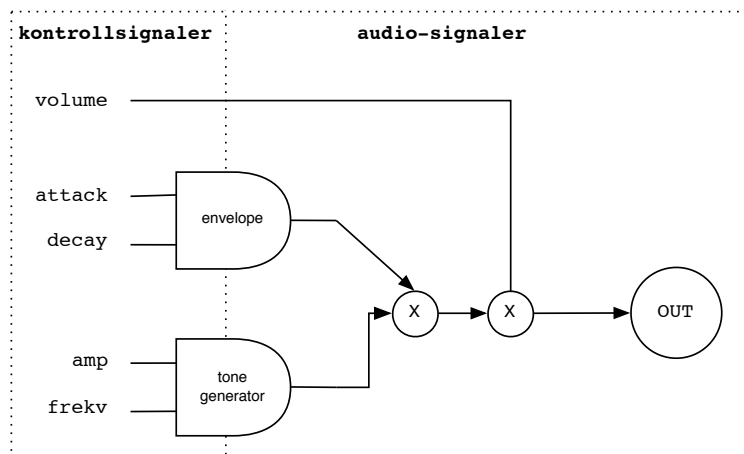 kontrollsignaler
audio-signaler
volume
attack
envelope
decay
X
X
OUT
amp
tone
generator
frekv